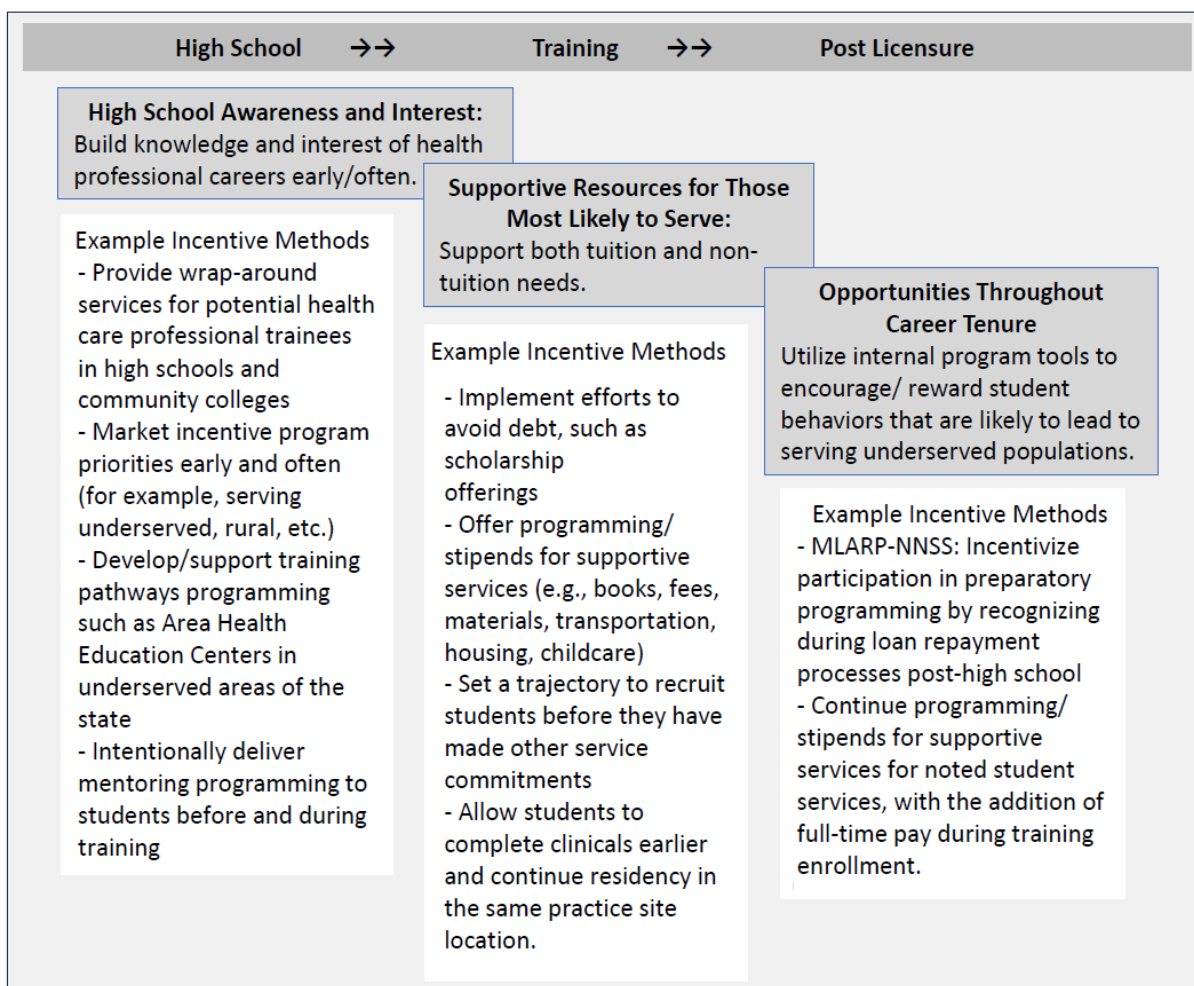 High School →→ Training →→ Post Licensure
High School Awareness and Interest:
Build knowledge and interest of health
professional careers early/often.
Example Incentive Methods
- Provide wrap-around
services for potential health
care professional trainees
in high schools and
community colleges
- Market incentive program
priorities early and often
(for example, serving
underserved, rural, etc.)
- Develop/support training
pathways programming
such as Area Health
Education Centers in
underserved areas of the
state
- Intentionally deliver
mentoring programming to
students before and during
training
Supportive Resources for Those
Most Likely to Serve:
Support both tuition and non-
tuition needs.
Example Incentive Methods
- Implement efforts to
avoid debt, such as
scholarship
offerings
- Offer programming/
stipends for supportive
services (e.g., books, fees,
materials, transportation,
housing, childcare)
- Set a trajectory to recruit
students before they have
made other service
commitments
- Allow students to
complete clinicals earlier
and continue residency in
the same practice site
location.
Opportunities Throughout
Career Tenure
Utilize internal program tools to
encourage/ reward student
behaviors that are likely to lead to
serving underserved populations.
Example Incentive Methods
- MLARP-NNSS: Incentivize
participation in preparatory
programming by recognizing
during loan repayment
processes post-high school
- Continue programming/
stipends for supportive
services for noted student
services, with the addition of
full-time pay during training
enrollment.